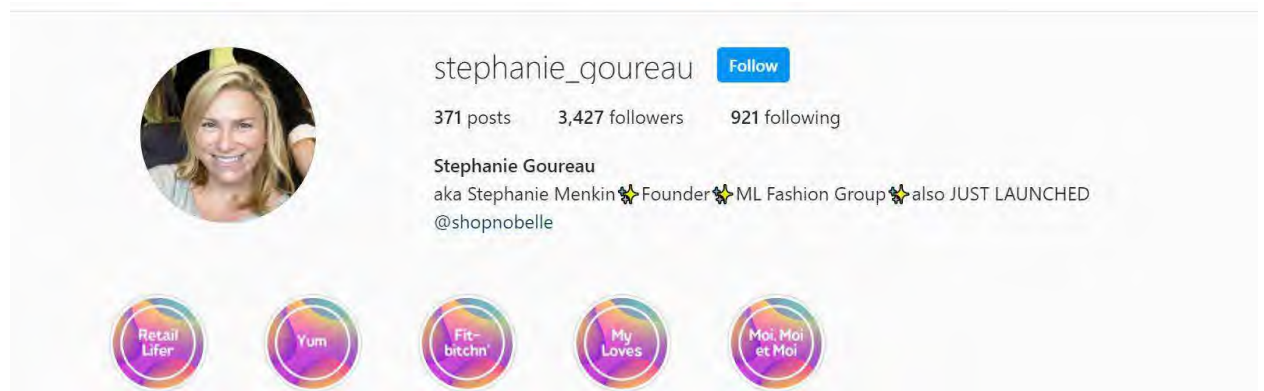 stephanie_goureau Follow
371 posts 3,427 followers 921 following
Stephanie Goureau
aka Stephanie Menkin✨Founder✨ML Fashion Group✨also JUST LAUNCHED
@shopnobelle
Retail
Lifer
Yum
Fit-
bitchn'
My
Loves
Moi, Moi
et Moi